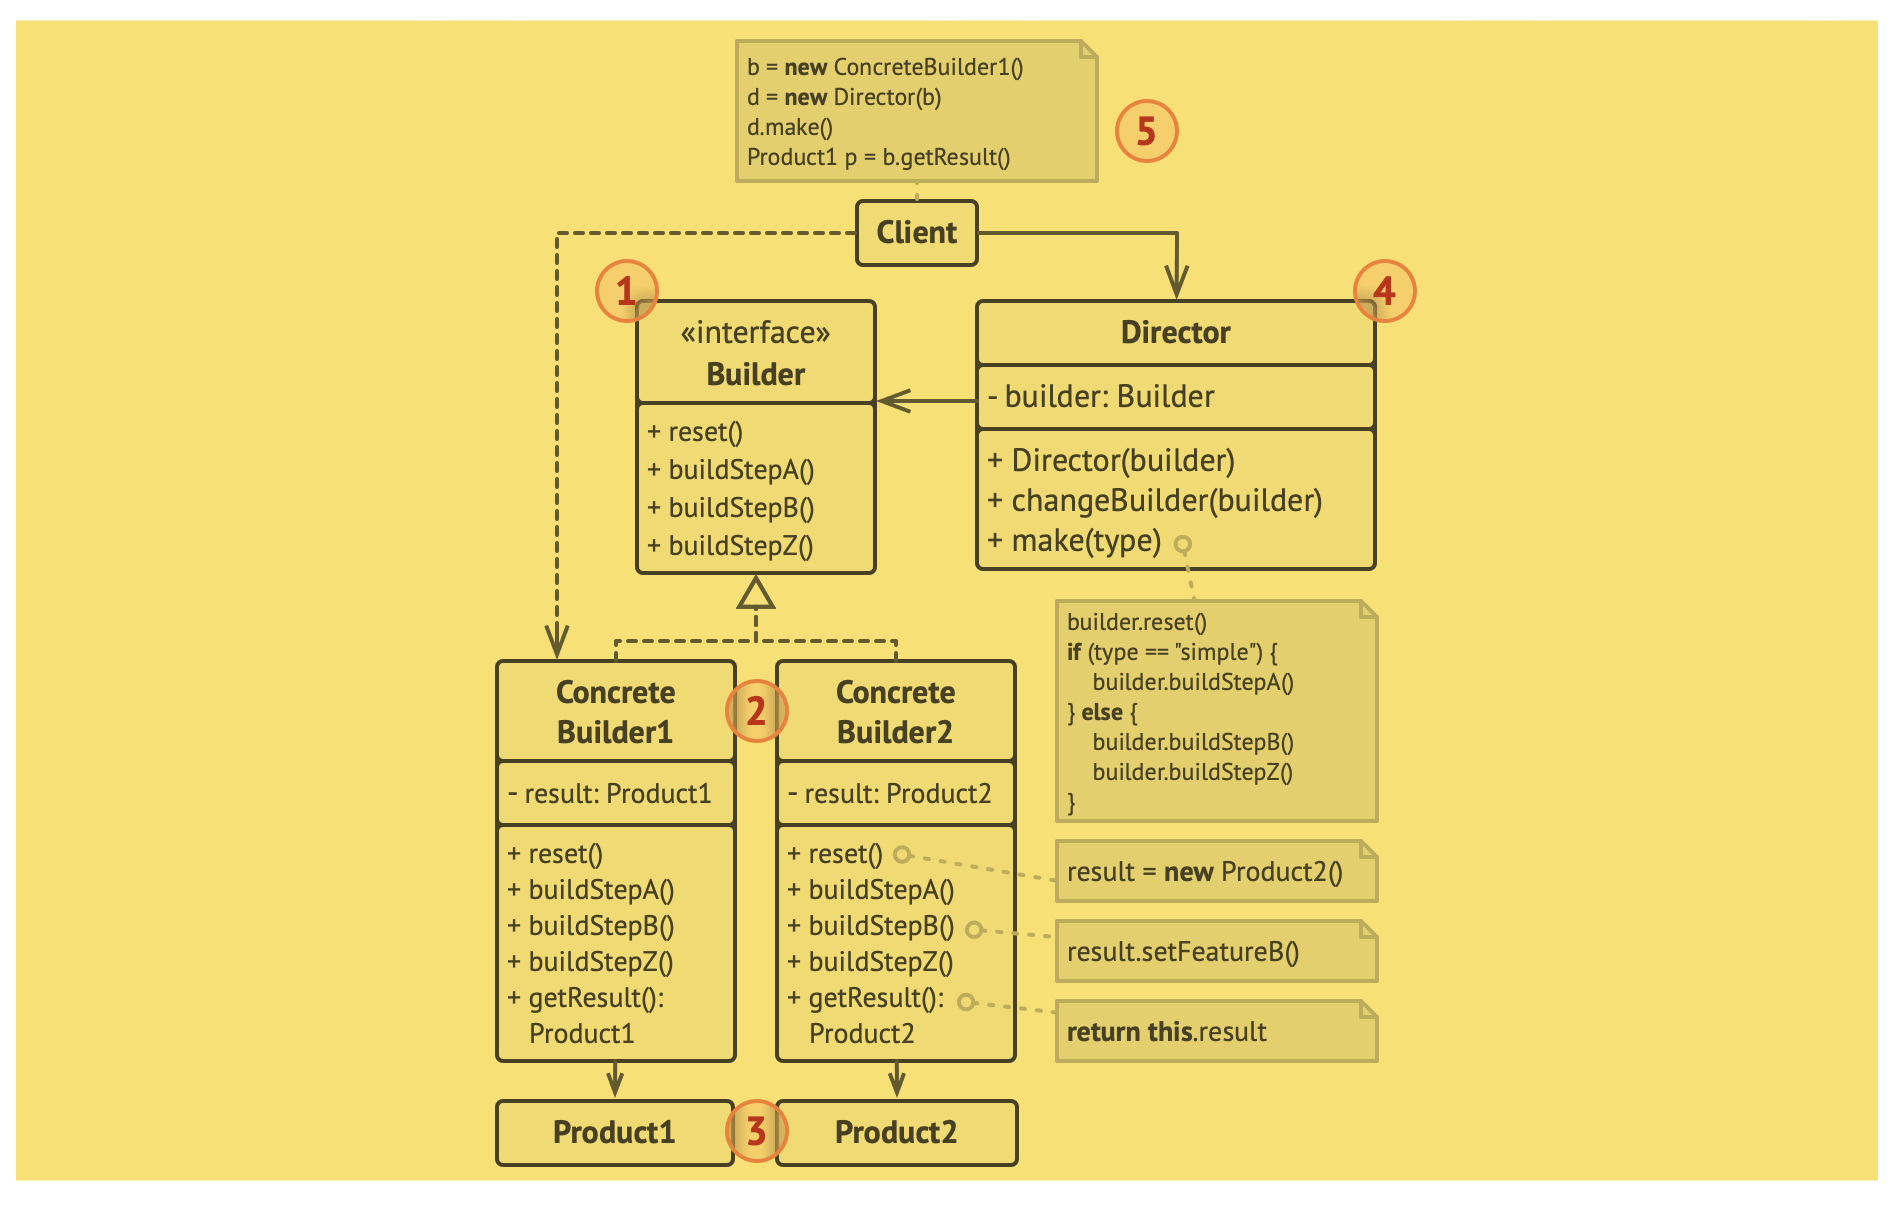 b = new ConcreteBuilder1()
d = new Director(b)
d.make()
Product1 p = b.getResult()
5
Client
1
«interface»
Builder
+ reset()
+ buildStepA()
+ buildStepB()
+ buildStepZ()
4
Director
- builder: Builder
+ Director(builder)
+ changeBuilder(builder)
+ make(type)
builder.reset()
if (type == "simple") {
builder.buildStepA()
} else {
builder.buildStepB()
builder.buildStepZ()
}
Concrete
Builder1
- result: Product1
+ reset()
+ buildStepA()
+ buildStepB()
+ buildStepZ()
+ getResult():
Product1
2
Concrete
Builder2
- result: Product2
+ reset()
+ buildStepA()
+ buildStepB()
+ buildStepZ()
+ getResult():
Product2
result = new Product2()
result.setFeatureB()
return this.result
Product1
3
Product2